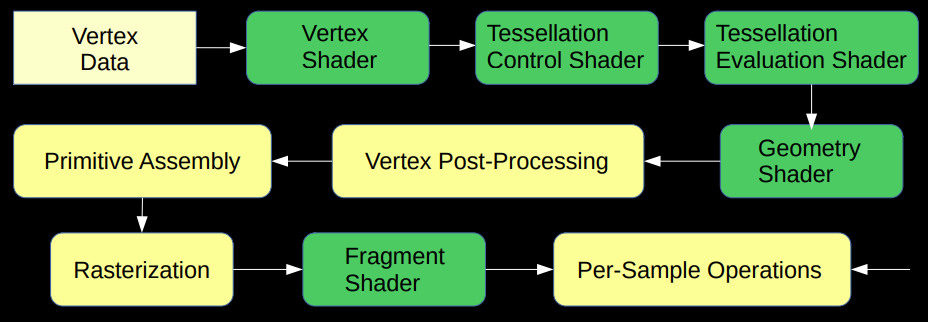 Vertex
Data
Vertex
Shader
Tessellation
Control Shader
Tessellation
Evaluation Shader
Geometry
Shader
Vertex Post-Processing
Primitive Assembly
Rasterization
Fragment
Shader
Per-Sample Operations